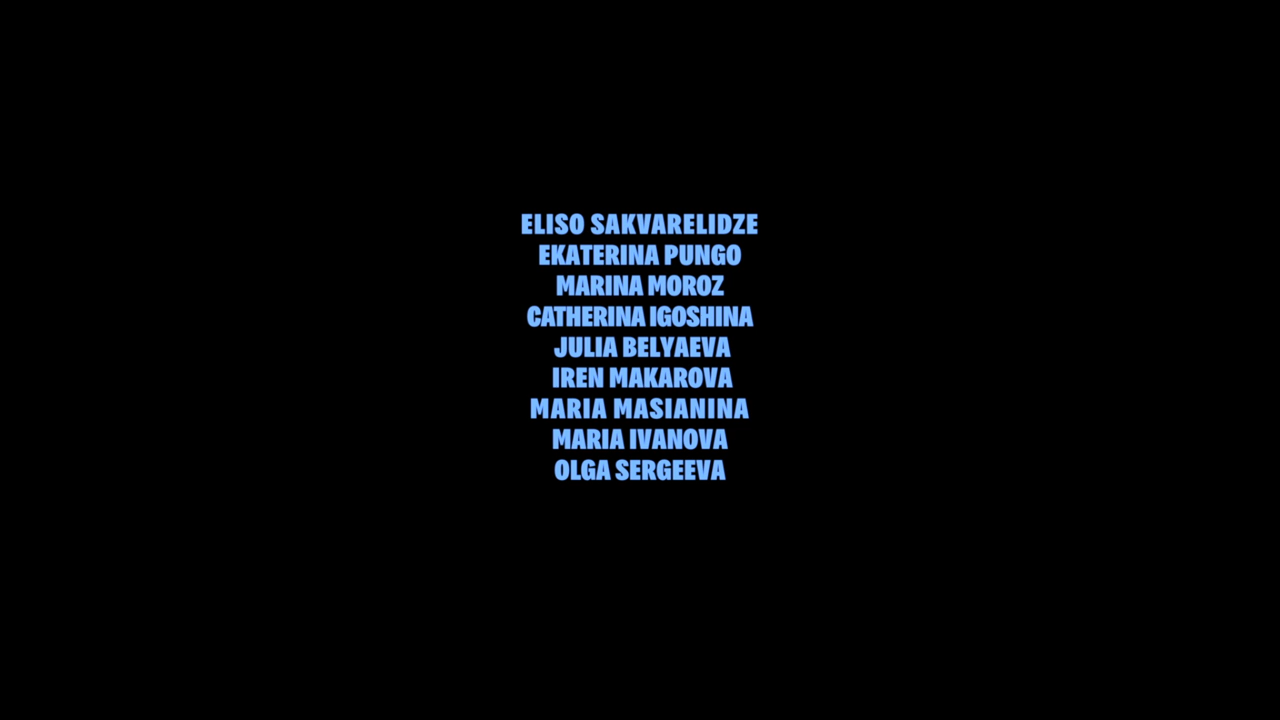 ELISO SAKVARELIDZE
EKATERINA PUNGO
MARINA MOROZ
CATHERINA IGOSHINA
JULIA BELYAEVA
IREN MAKAROVA
MARIA MASIANINA
MARIA IVANOVA
OLGA SERGEEVA